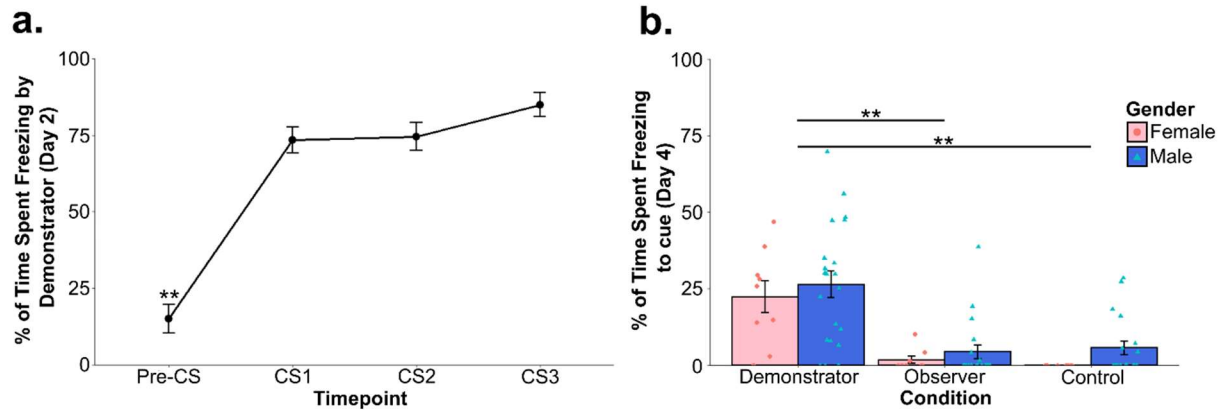 a.
% of Time Spent Freezing by
Demonstrator (Day 2)
100
75
50
25
0
**
Pre-CS
CS1
CS2
CS3
Timepoint
b.
% of Time Spent Freezing
to cue (Day 4)
100
75
50
25
0
**
**
Gender
Female
Male
Demonstrator
Observer
Control
Condition